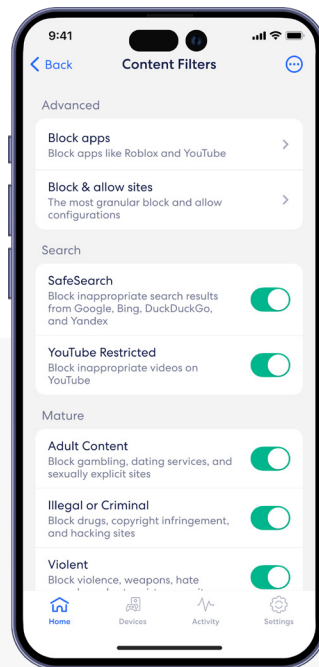 9:41
Back
Content Filters
Advanced
Block apps
Block apps like Roblox and YouTube
Block & allow sites
The most granular block and allow
configurations
Search
SafeSearch
Block inappropriate search results
from Google, Bing, DuckDuckGo,
and Yandex
YouTube Restricted
Block inappropriate videos on
YouTube
Mature
Adult Content
Block gambling, dating services, and
sexually explicit sites
Illegal or Criminal
Block drugs, copyright infringement,
and hacking sites
Violent
Block violence, weapons, hate
Home
Devices
Activity
Settings